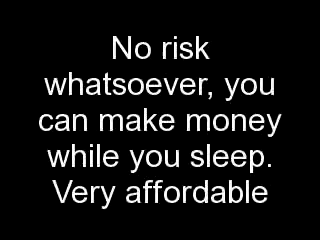 No risk
whatsoever, you
can make money
while you sleep.
Very affordable